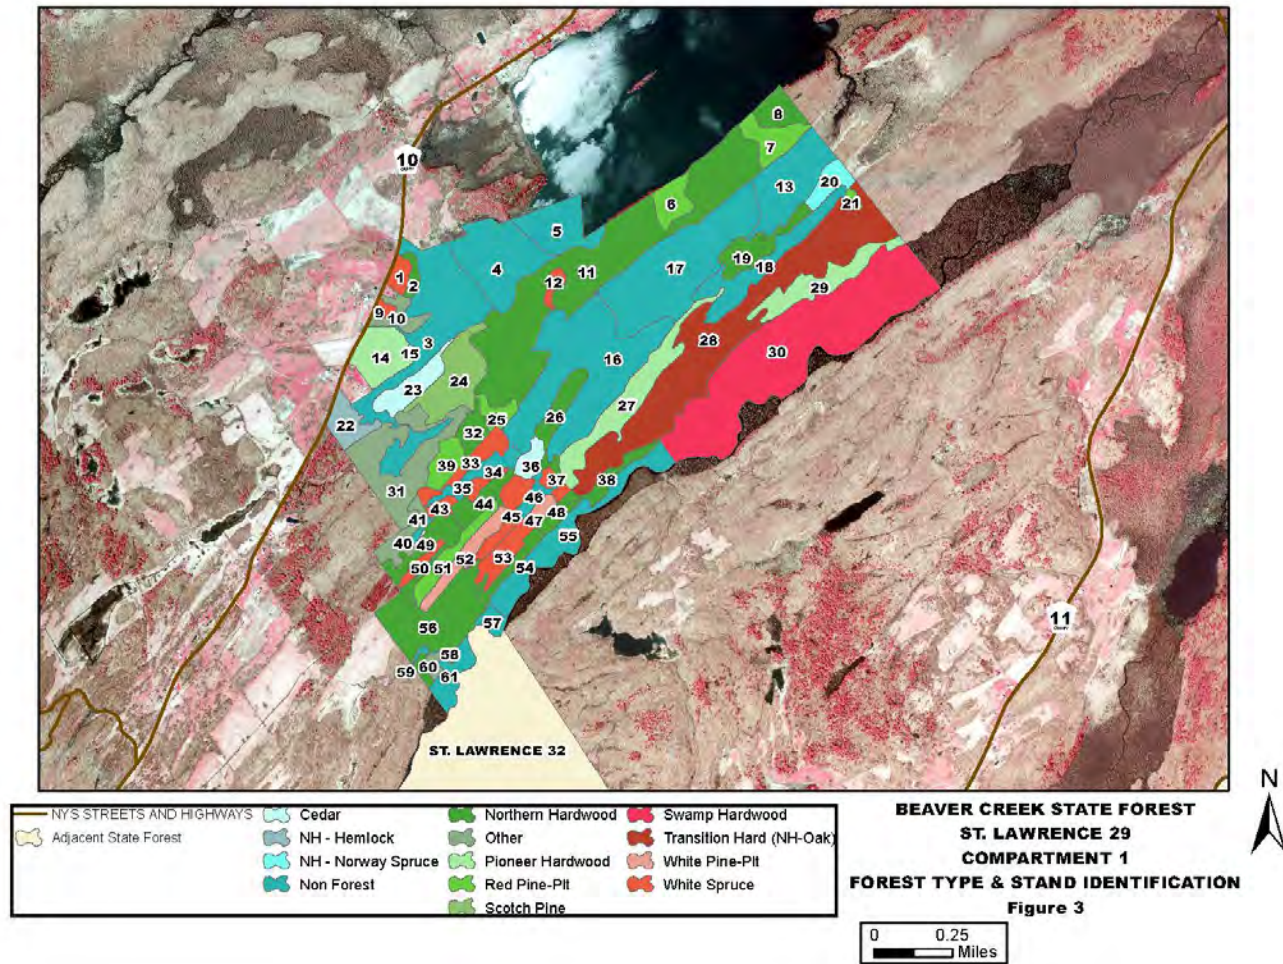 8
7
10
13
20
6
21
5
4
11
17
19
18
1
2
12
29
9
10
3
16
28
30
14
15
23
24
27
22
25
26
32
39
33
34
36
31
35
37
38
43
44
46
41
45
47
48
55
40
49
52
53
50
51
54
56
57
11
58
59
60
61
ST. LAWRENCE 32
NYS STREETS AND HIGHWAYS
Adjacent State Forest
Cedar
NH - Hemlock
NH - Norway Spruce
Non Forest
Northern Hardwood
Other
Pioneer Hardwood
Red Pine-Plt
Scotch Pine
Swamp Hardwood
Transition Hard (NH-Oak)
White Pine-Plt
White Spruce
BEAVER CREEK STATE FOREST
ST. LAWRENCE 29
COMPARTMENT 1
FOREST TYPE & STAND IDENTIFICATION
Figure 3
0 0.25
Miles
N